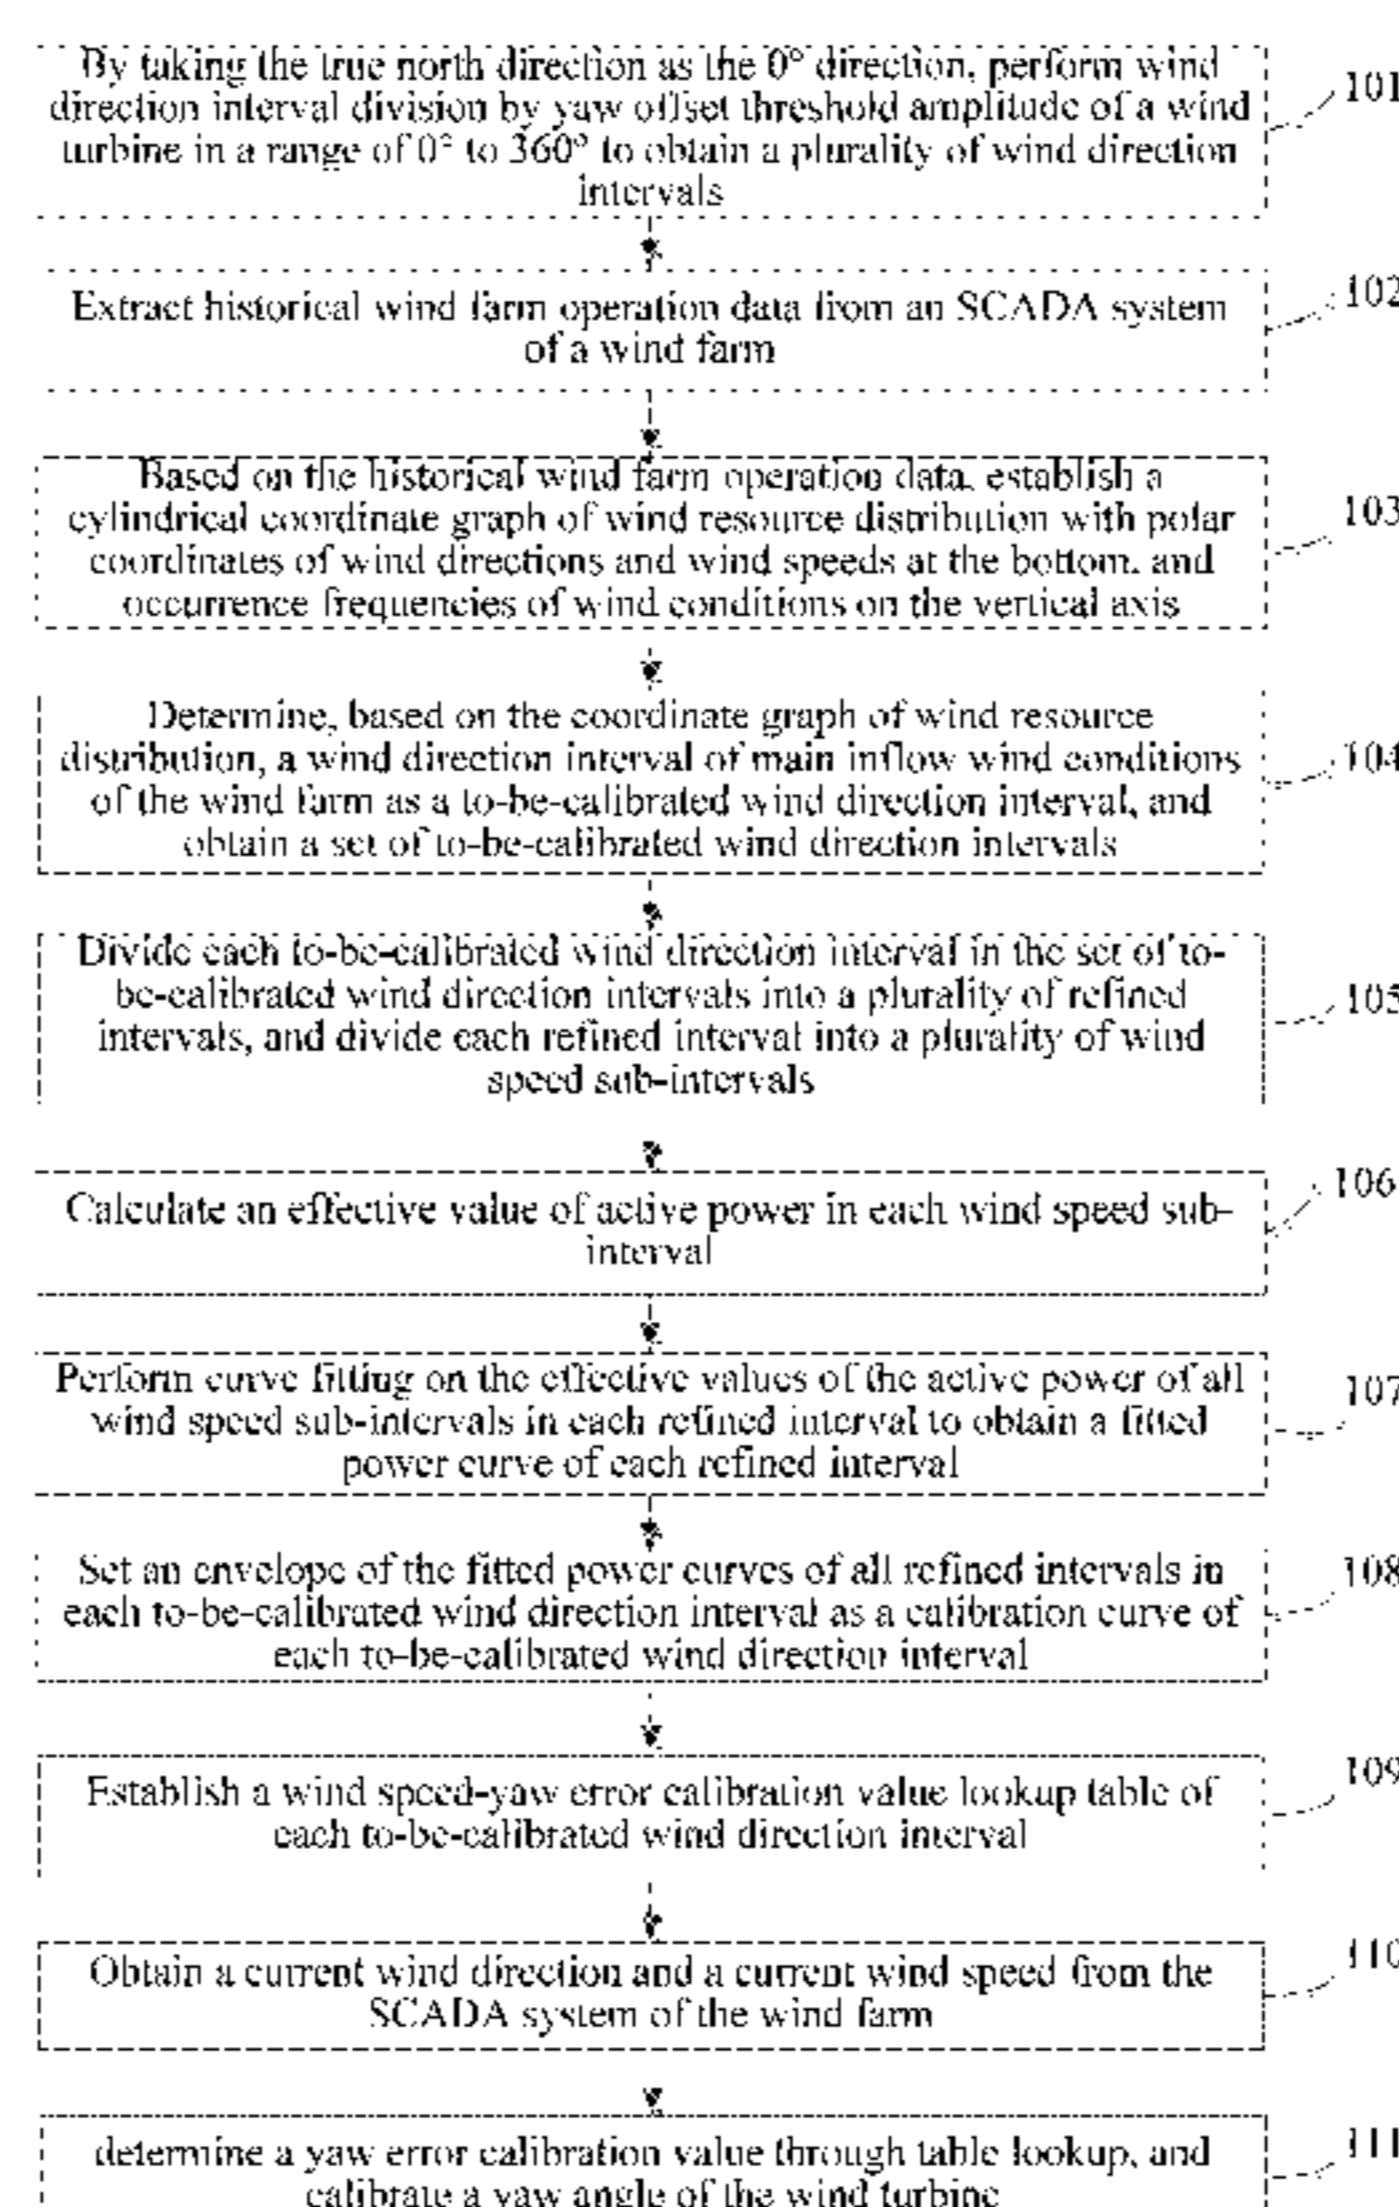 By taking the true north direction as the 0° direction, perform wind
direction interval division by yaw offset threshold amplitude of a wind
turbine in a range of 0° to 360° to obtain a plurality of wind direction
intervals
101
Extract historical wind farm operation data from an SCADA system
of a wind farm
102
Based on the historical wind farm operation data, establish a
cylindrical coordinate graph of wind resource distribution with polar
coordinates of wind directions and wind speeds at the bottom, and
occurrence frequencies of wind conditions on the vertical axis
103
Determine, based on the coordinate graph of wind resource
distribution, a wind direction interval of main inflow wind conditions
of the wind farm as a to-be-calibrated wind direction interval, and
obtain a set of to-be-calibrated wind direction intervals
104
Divide each to-be-calibrated wind direction interval in the set of to-
be-calibrated wind direction intervals into a plurality of refined
intervals, and divide each refined interval into a plurality of wind
speed sub-intervals
105
Calculate an effective value of active power in each wind speed sub-
interval
106
Perform curve fitting on the effective values of the active power of all
wind speed sub-intervals in each refined interval to obtain a fitted
power curve of each refined interval
107
Set an envelope of the fitted power curves of all refined intervals in
each to-be-calibrated wind direction interval as a calibration curve of
each to-be-calibrated wind direction interval
108
Establish a wind speed-yaw error calibration value lookup table of
each to-be-calibrated wind direction interval
109
Obtain a current wind direction and a current wind speed from the
SCADA system of the wind farm
110
determine a yaw error calibration value through table lookup, and
calibrate a yaw angle of the wind turbine
111